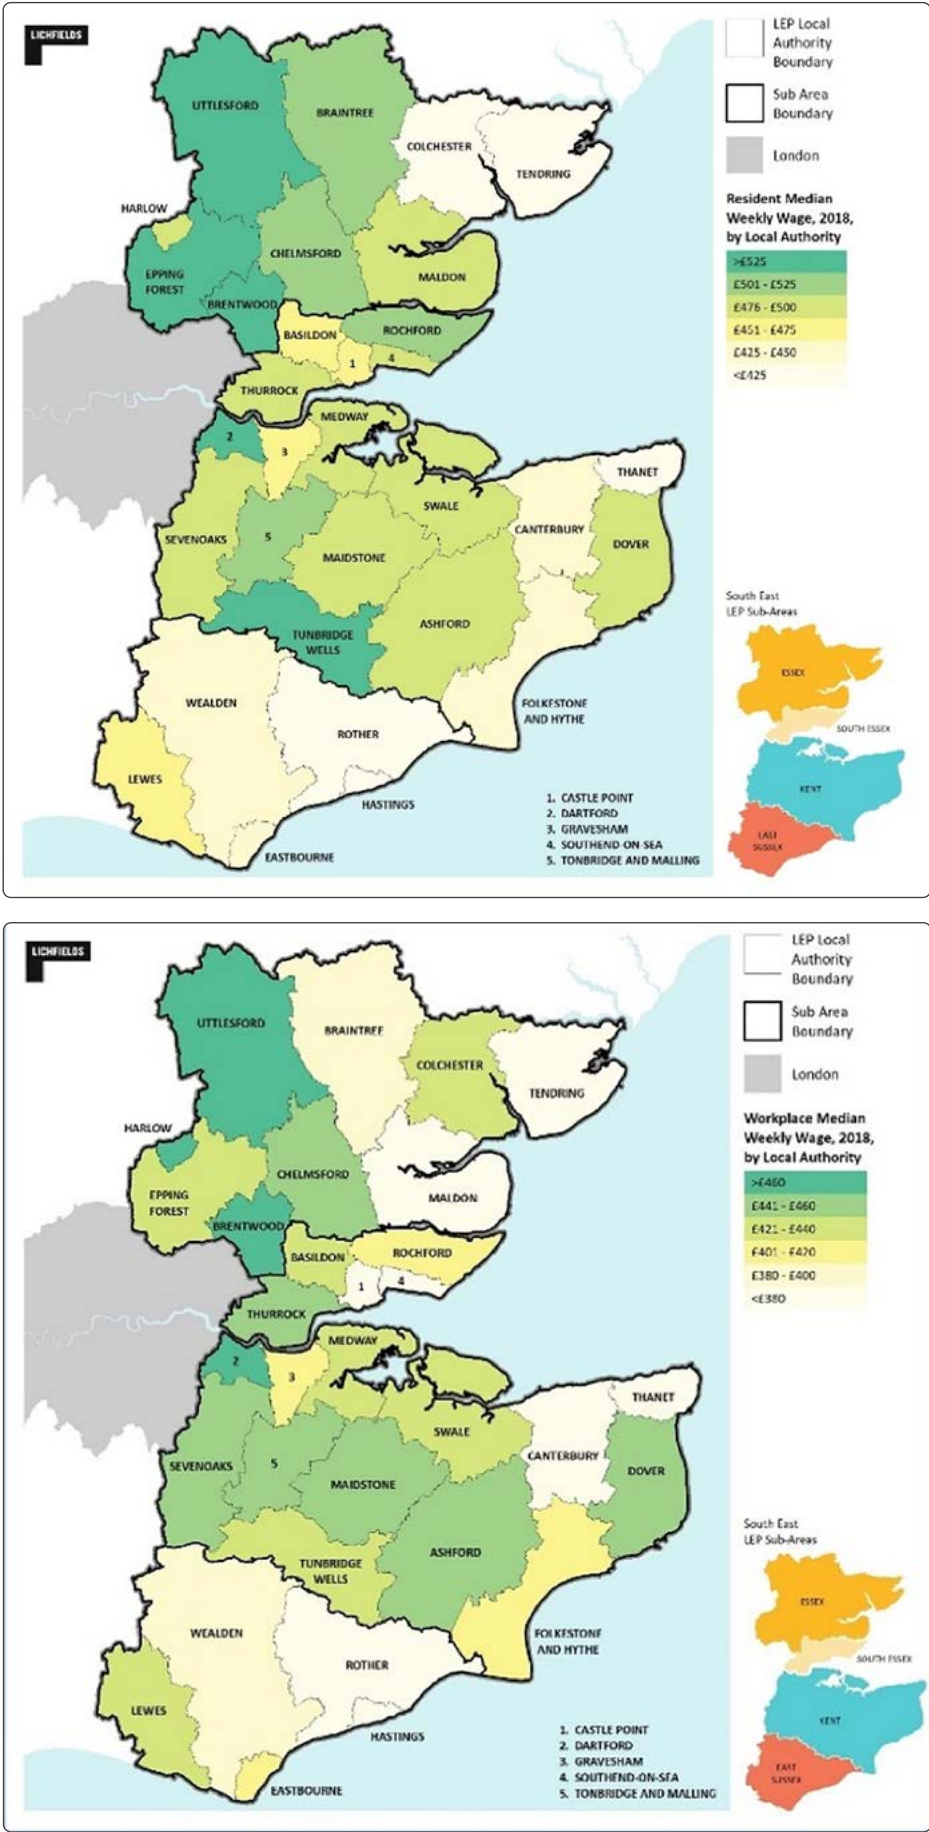 LICHFIELDS
LEP Local
Authority
Boundary
Sub Area
Boundary
London
Resident Median
Weekly Wage, 2018,
by Local Authority
>£525
£501 - £525
£476 - £500
£451 - £475
£425 - £450
<£425
UTTLESFORD
BRAINTREE
COLCHESTER
TENDRING
HARLOW
EPPING
FOREST
CHELMSFORD
MALDON
BRENTWOOD
BASILDON
ROCHFORD
1
4
THURROCK
2
3
MEDWAY
THANET
SWALE
CANTERBURY
SEVENOAKS
5
MAIDSTONE
DOVER
ASHFORD
TUNBRIDGE
WELLS
WEALDEN
FOLKESTONE
AND HYTHE
ROTHER
LEWES
HASTINGS
EASTBOURNE
1. CASTLE POINT
2. DARTFORD
3. GRAVESHAM
4. SOUTHEND-ON-SEA
5. TONBRIDGE AND MALLING
South East
LEP Sub-Areas
ESSEX
SOUTH ESSEX
KENT
EAST
SUSSEX
LICHFIELDS
LEP Local
Authority
Boundary
Sub Area
Boundary
London
Workplace Median
Weekly Wage, 2018,
by Local Authority
>£460
£441 - £460
£421 - £440
£401 - £420
£380 - £400
<£380
UTTLESFORD
BRAINTREE
COLCHESTER
TENDRING
HARLOW
EPPING
FOREST
CHELMSFORD
MALDON
BRENTWOOD
BASILDON
ROCHFORD
1
4
THURROCK
2
3
MEDWAY
THANET
SWALE
CANTERBURY
SEVENOAKS
5
MAIDSTONE
DOVER
ASHFORD
TUNBRIDGE
WELLS
WEALDEN
FOLKESTONE
AND HYTHE
ROTHER
LEWES
HASTINGS
EASTBOURNE
1. CASTLE POINT
2. DARTFORD
3. GRAVESHAM
4. SOUTHEND-ON-SEA
5. TONBRIDGE AND MALLING
South East
LEP Sub-Areas
ESSEX
SOUTH ESSEX
KENT
EAST
SUSSEX